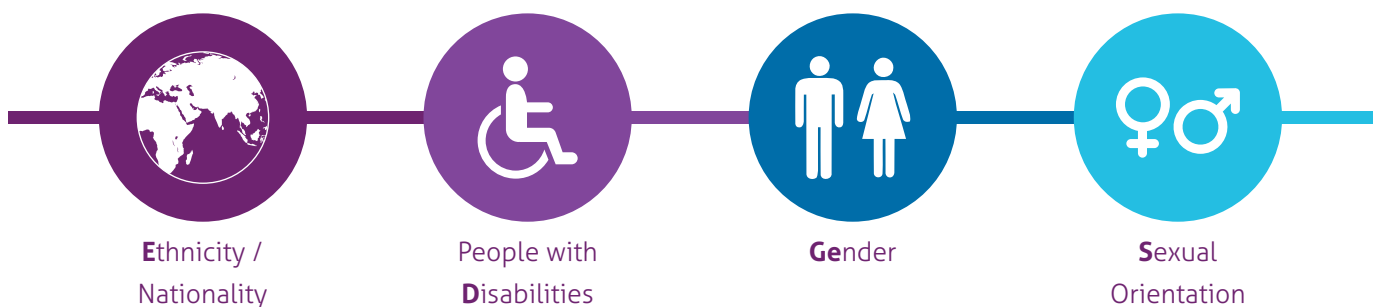 Ethnicity /
Nationality
People with
Disabilities
Gender
Sexual
Orientation